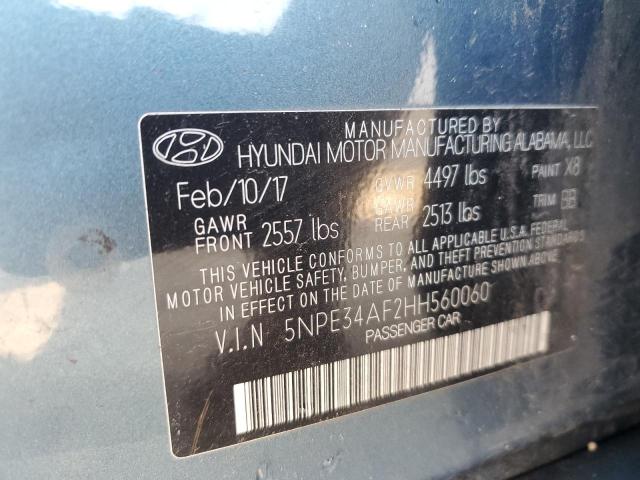 MANUFACTURED BY
HYUNDAI MOTOR MANUFACTURING ALABAMA, LLC
Feb/10/17 GVWR 4497 lbs PAINT X8
GAWR FRONT 2557 lbs GAWR REAR 2513 lbs TRIM
THIS VEHICLE CONFORMS TO ALL APPLICABLE U.S.A. FEDERAL
MOTOR VEHICLE SAFETY, BUMPER, AND THEFT PREVENTION STANDARDS
IN EFFECT ON THE DATE OF MANUFACTURE SHOWN ABOVE.
V.I.N 5NPE34AF2HH560060
PASSENGER CAR